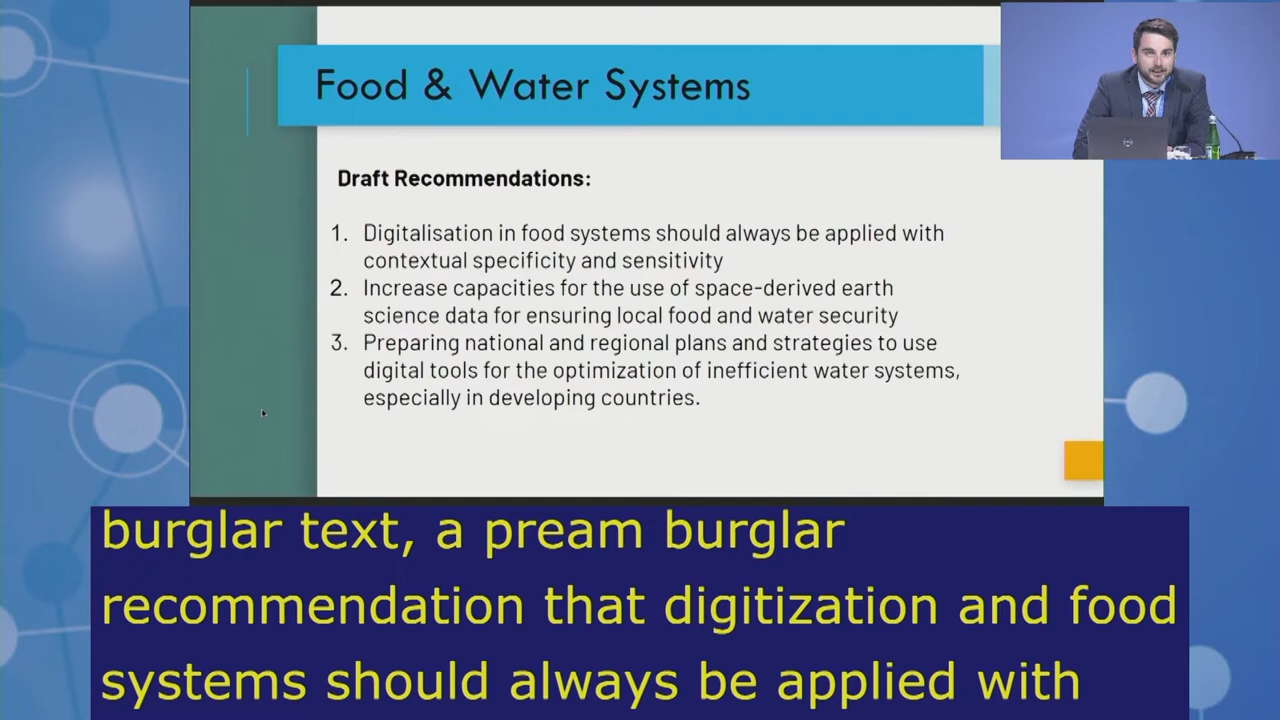 Food & Water Systems
Draft Recommendations:
1. Digitalisation in food systems should always be applied with
contextual specificity and sensitivity
2. Increase capacities for the use of space-derived earth
science data for ensuring local food and water security
3. Preparing national and regional plans and strategies to use
digital tools for the optimization of inefficient water systems,
especially in developing countries.
burglar text, a pream burglar
recommendation that digitization and food
systems should always be applied with